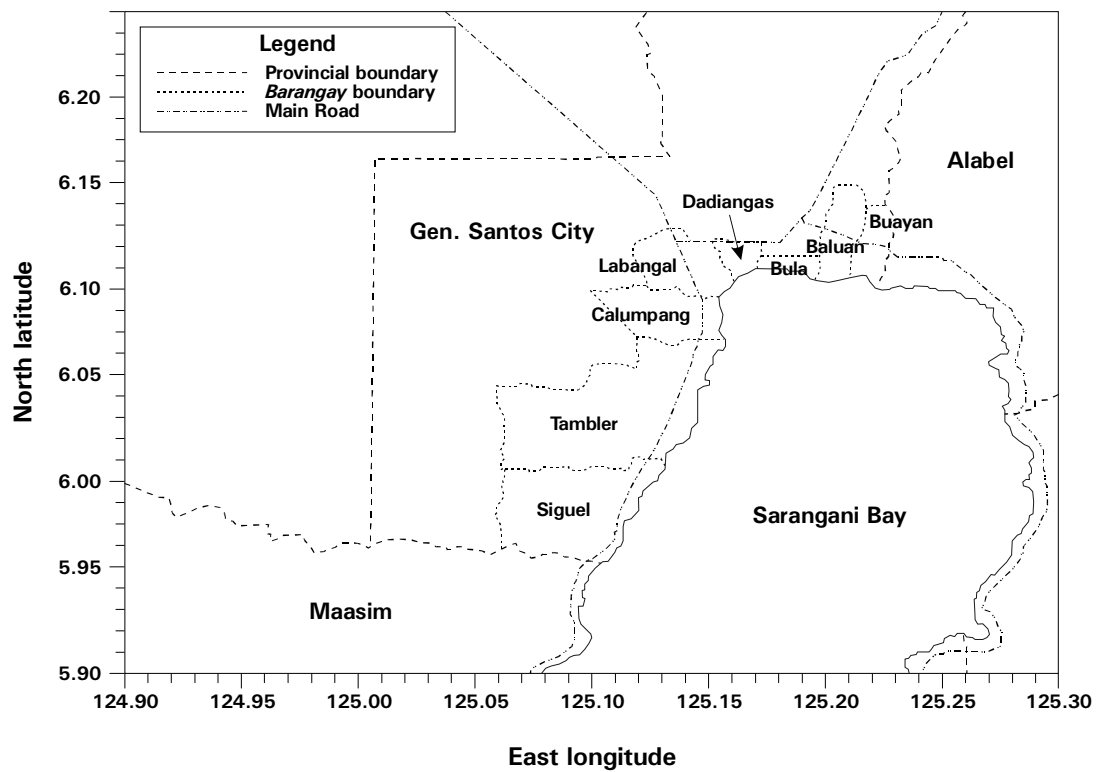 Legend
Provincial boundary
Barangay boundary
Main Road
6.20
6.15
6.10
6.05
6.00
5.95
5.90
North latitude
Alabel
Dadiangas
Buayan
Gen. Santos City
Baluan
Labangal
Bula
Calumpang
Tambler
Siguel
Sarangani Bay
Maasim
124.90
124.95
125.00
125.05
125.10
125.15
125.20
125.25
125.30
East longitude